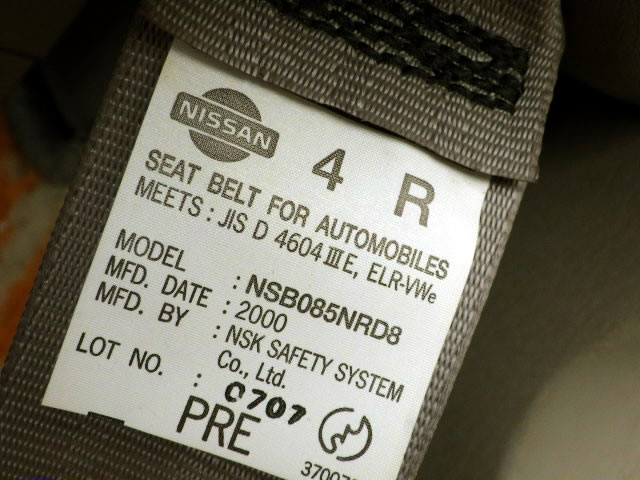 NISSAN 4 R
SEAT BELT FOR AUTOMOBILES
MEETS : JIS D 4604ⅢE, ELR-VWe
MODEL : NSB085NRD8
MFD. DATE : 2000
MFD. BY : NSK SAFETY SYSTEM
Co., Ltd.
LOT NO. : 0707
PRE